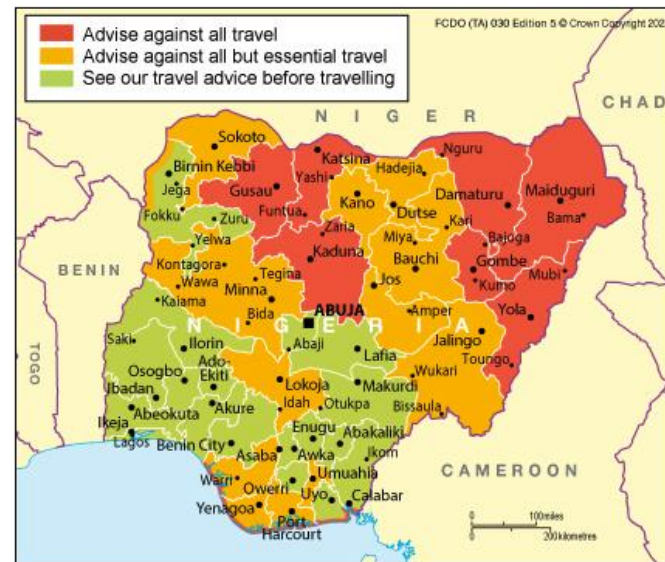 FCDO (TA) 030 Edition 5 © Crown Copyright 202
Advise against all travel
Advise against all but essential travel
See our travel advice before travelling
NIGER
CHAD
Sokoto
Katsina
Nguru
Birnin Kebbi
Yashi
Hadejia
Jega
Gusau
Damaturu
Maiduguri
Kano
Fokku
Zuru
Funtua
Dutse
Kari
Bama
Zaria
Yelwa
Miya
Bajoga
Kaduna
Bauchi
Gombe
Kontagora
Mubi
BENIN
Tegina
Jos
Kumo
Wawa
Minna
Kaiama
ABUJA
Amper
Yola
Bida
NIGERIA
Jalingo
Saki
Ilorin
Abaji
Lafia
Toungo
TOGO
Ado-
Ekiti
Osogbo
Lokoja
Makurdi
Wukari
Ibadan
Idah
Otukpa
Akure
Bissaula
Abeokuta
Enugu
Ikeja
Abakaliki
Lagos
Benin City
Asaba
Awka
Ikom
CAMEROON
Warri
Owerri
Umuahia
Uyo
Calabar
Yenagoa
Port
Harcourt
0
100miles
200kilometres